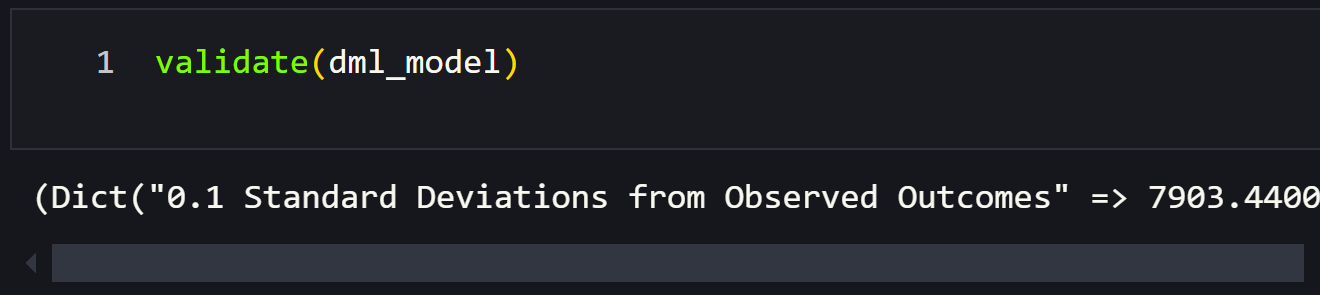 1 validate(dml_model)
(Dict("0.1 Standard Deviations from Observed Outcomes" => 7903.4400